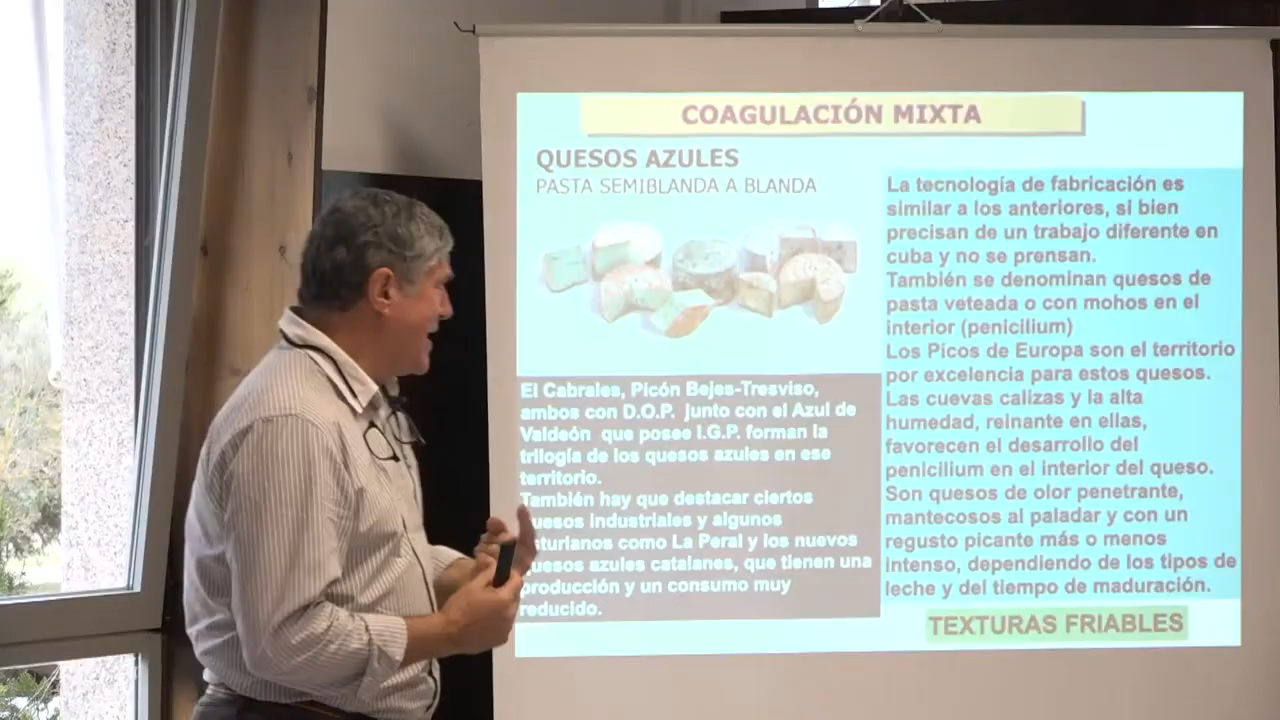 COAGULACIÓN MIXTA
QUESOS AZULES
PASTA SEMIBLANDA A BLANDA
El Cabrales, Picón Bejes-Tresviso,
ambos con D.O.P. junto con el Azul de
Valdeón que posee I.G.P. forman la
trilogía de los quesos azules en ese
territorio.
También hay que destacar ciertos
uesos industriales y algunos
sturianos como La Peral y los nuevos
uesos azules catalanes, que tienen una
producción y un consumo muy
reducido.
La tecnología de fabricación es
similar a los anteriores, si bien
precisan de un trabajo diferente en
cuba y no se prensan.
También se denominan quesos de
pasta veteada o con mohos en el
interior (penicilium)
Los Picos de Europa son el territorio
por excelencia para estos quesos.
Las cuevas calizas y la alta
humedad, reinante en ellas,
favorecen el desarrollo del
penicilium en el interior del queso.
Son quesos de olor penetrante,
mantecosos al paladar y con un
regusto picante más o menos
intenso, dependiendo de los tipos de
leche y del tiempo de maduración.
TEXTURAS FRIABLES